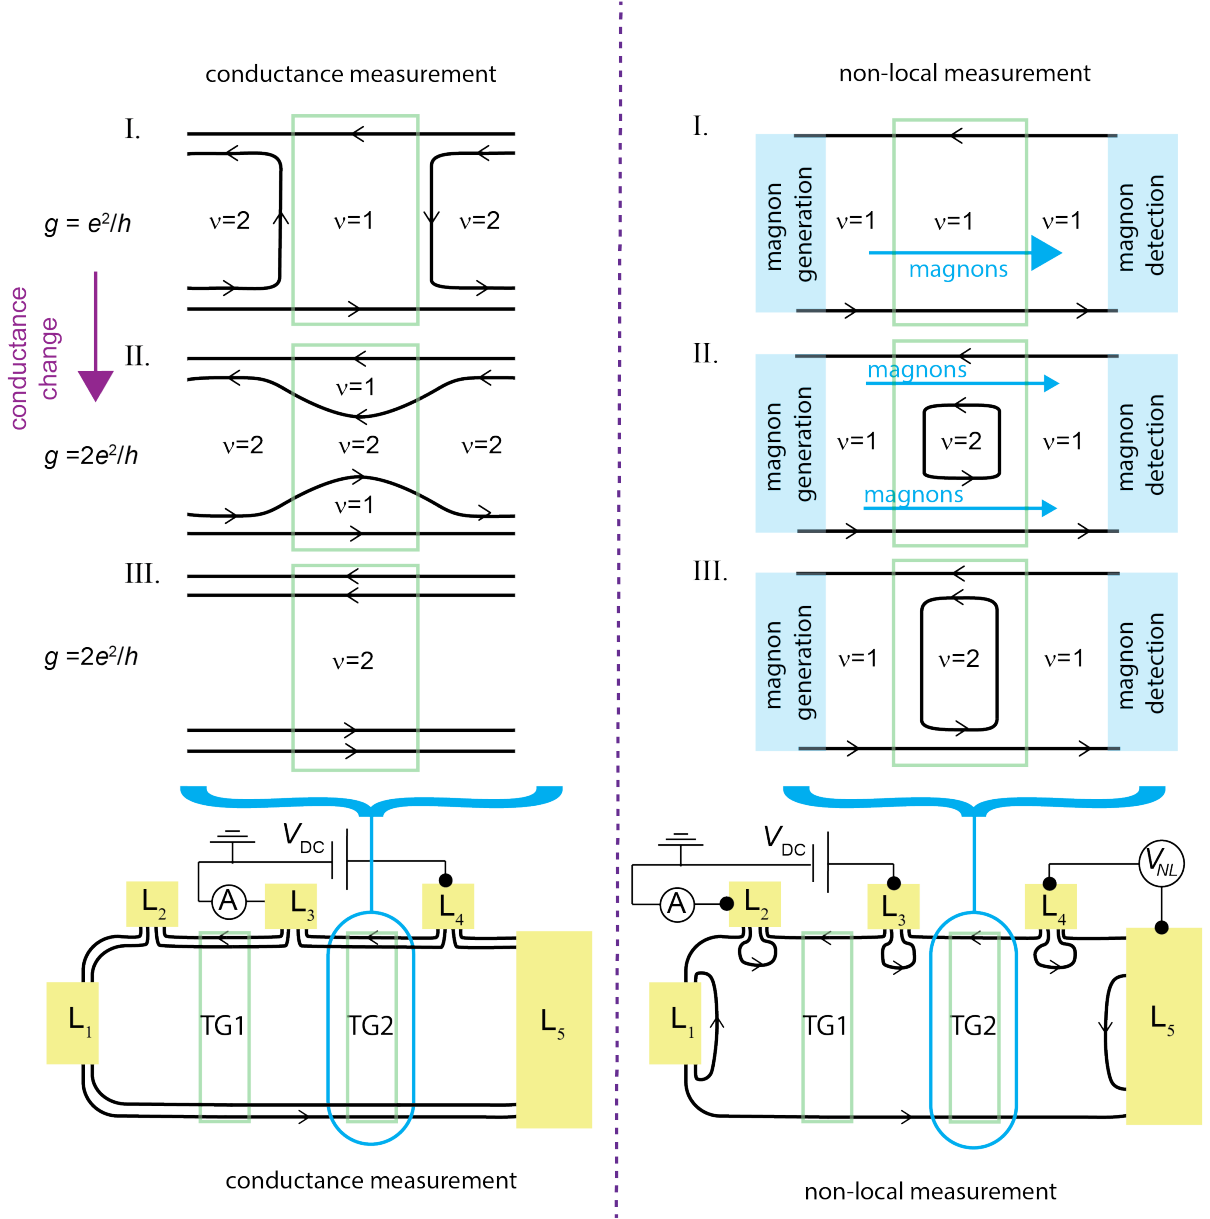 conductance measurement
I.
g = e²/h
ν=2
ν=1
ν=2
conductance
change
II.
ν=1
g =2e²/h
ν=2
ν=2
ν=2
ν=1
III.
g =2e²/h
ν=2
V DC
A
L2
L3
L4
L1
TG1
TG2
L5
conductance measurement
non-local measurement
I.
magnon
generation
ν=1
ν=1
ν=1
magnons
magnon
detection
II.
magnons
magnon
generation
ν=1
ν=2
ν=1
magnons
magnon
detection
III.
magnon
generation
ν=1
ν=2
ν=1
magnon
detection
V DC
VNL
A
L2
L3
L4
L1
TG1
TG2
L5
non-local measurement